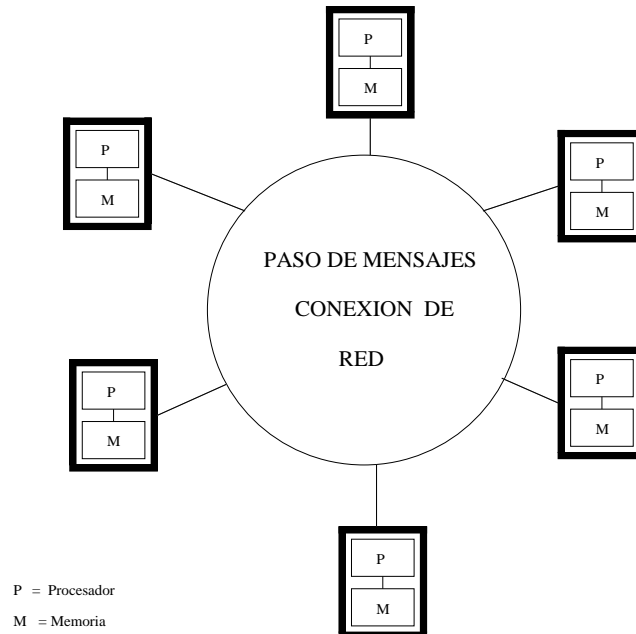 P
M
P
M
P
M
PASO DE MENSAJES
CONEXION DE
RED
P
M
P
M
P
M
P = Procesador
M = Memoria